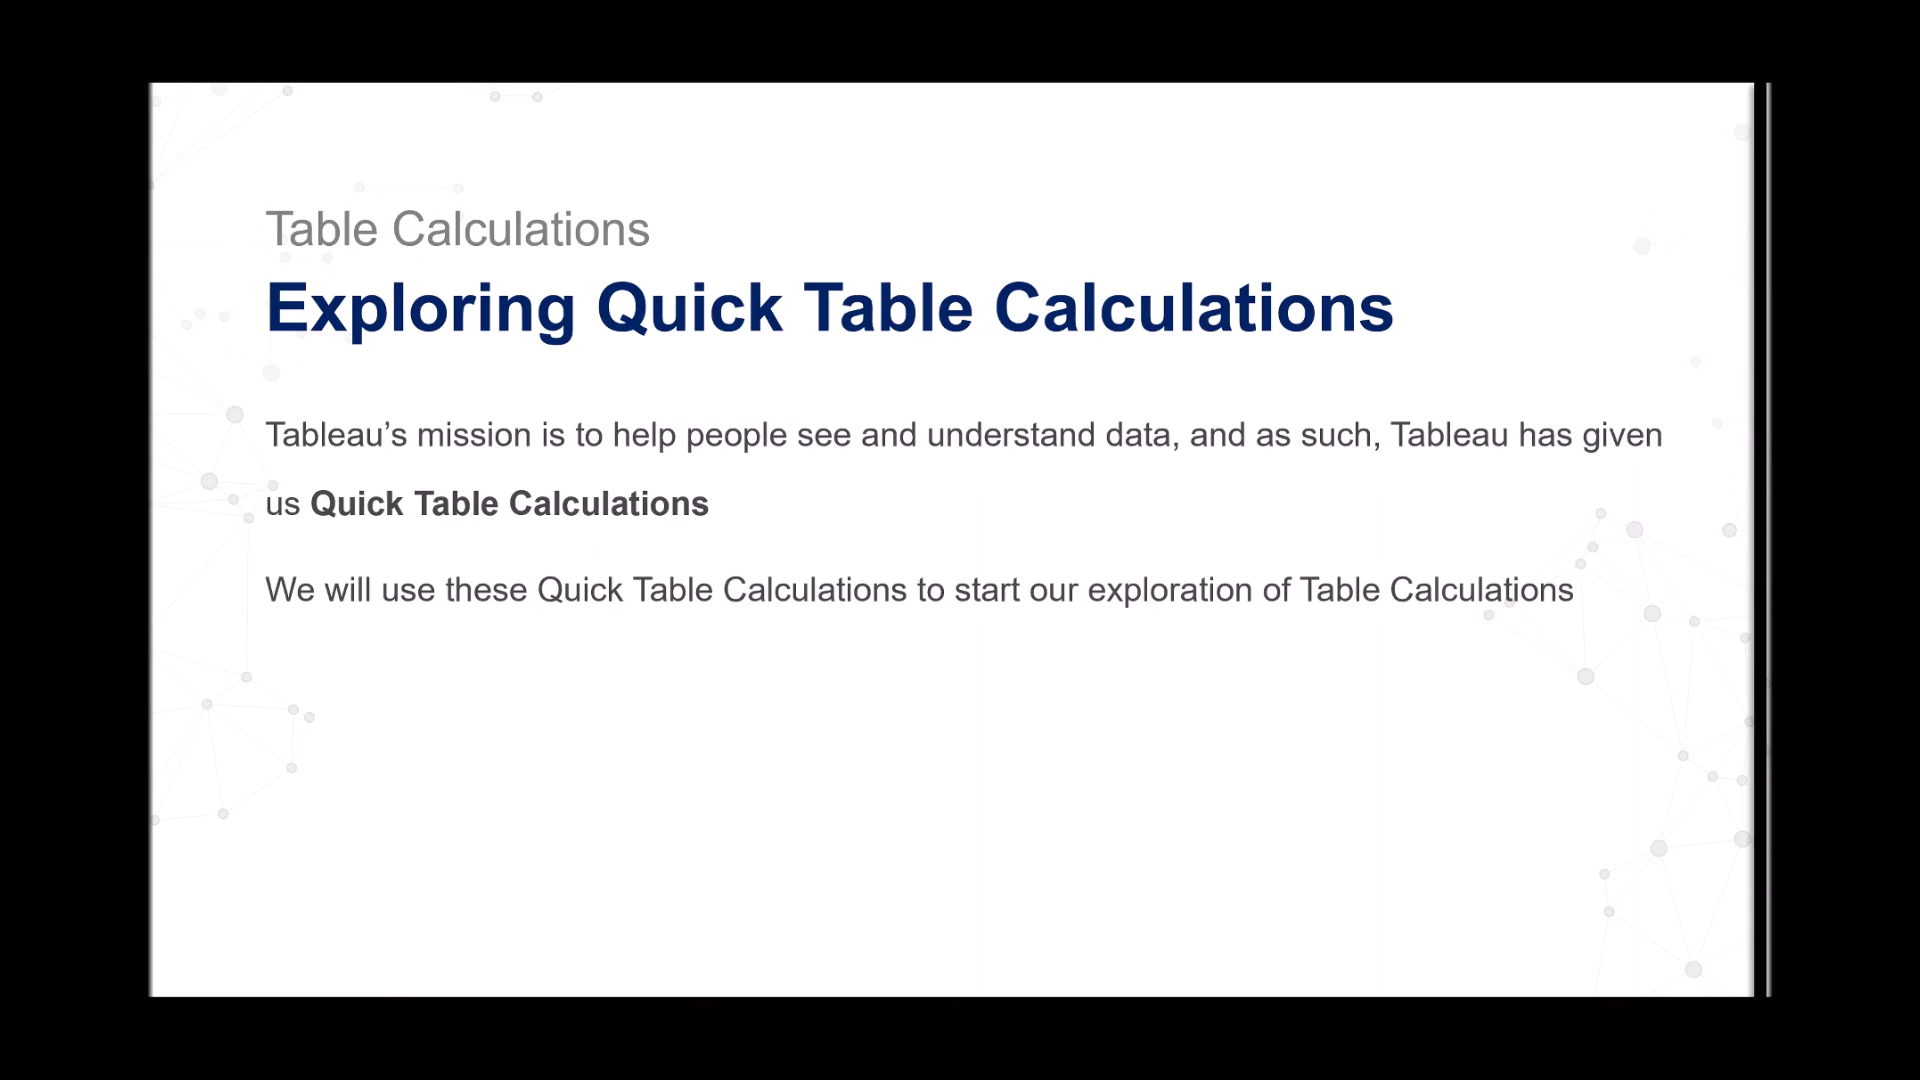 Table Calculations
Exploring Quick Table Calculations
Tableau’s mission is to help people see and understand data, and as such, Tableau has given
us Quick Table Calculations
We will use these Quick Table Calculations to start our exploration of Table Calculations